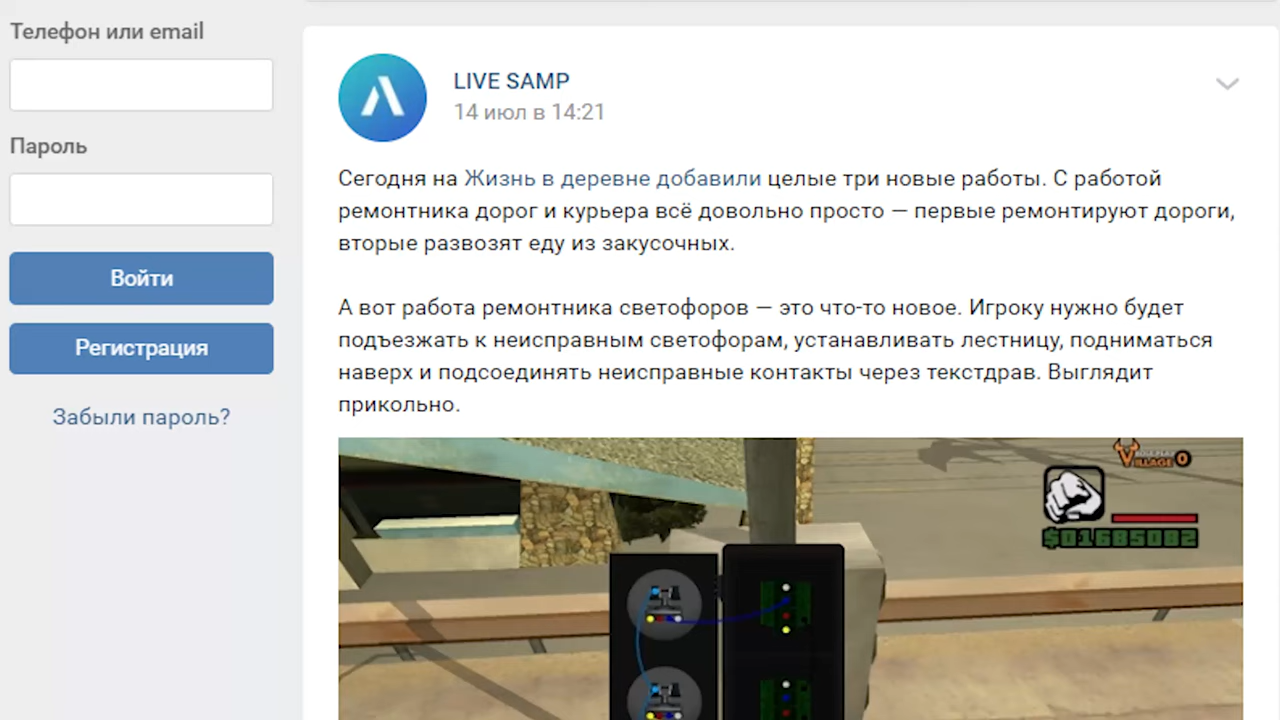 Телефон или email
Пароль
Войти
Регистрация
Забыли пароль?
LIVE SAMP
14 июл в 14:21
Сегодня на Жизнь в деревне добавили целые три новые работы. С работой
ремонтника дорог и курьера всё довольно просто — первые ремонтируют дороги,
вторые развозят еду из закусочных.
А вот работа ремонтника светофоров — это что-то новое. Игроку нужно будет
подъезжать к неисправным светофорам, устанавливать лестницу, подниматься
наверх и подсоединять неисправные контакты через текстдрав. Выглядит
прикольно.
VILLAGE 0
$01685082